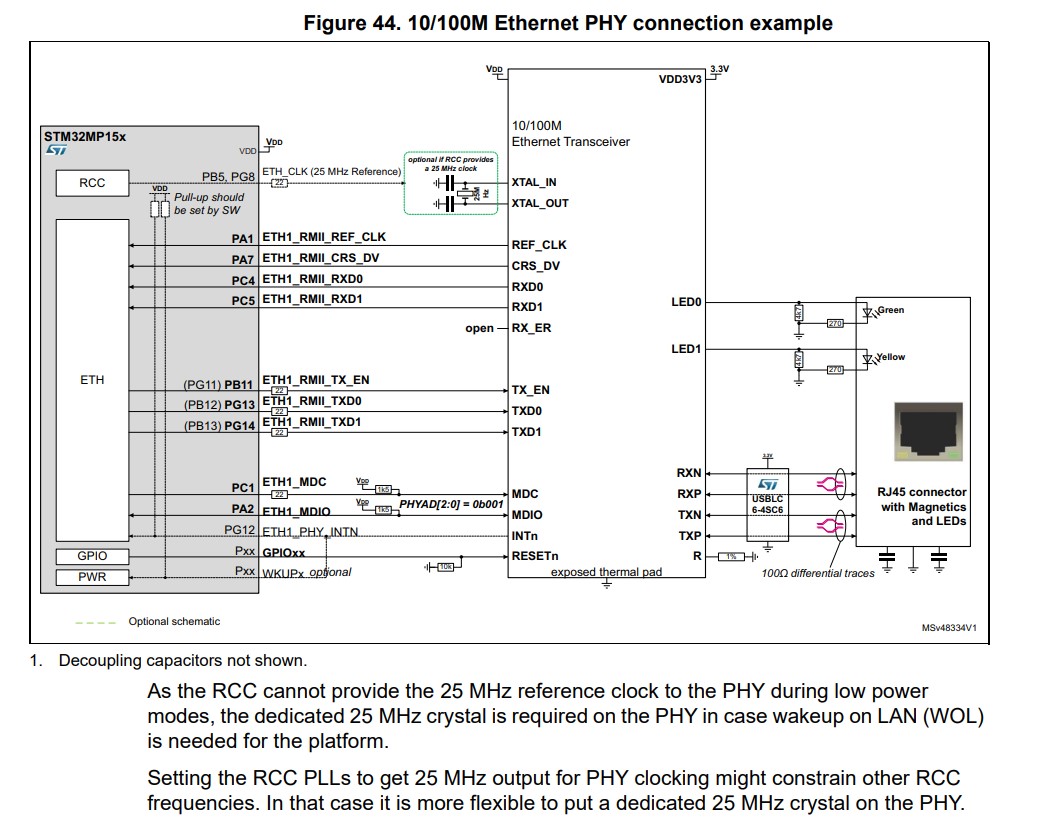 Figure 44. 10/100M Ethernet PHY connection example
VDD
3.3V
VDD3V3
STM32MP15x
ST
VDD
VDD
10/100M
Ethernet Transceiver
RCC
PB5, PG8
ETH_CLK (25 MHz Reference)
22
optional if RCC provides
a 25 MHz clock
25M
Hz
XTAL_IN
XTAL_OUT
VDD
Pull-up should
be set by SW
PA1 ETH1_RMII_REF_CLK
REF_CLK
PA7 ETH1_RMII_CRS_DV
CRS_DV
PC4 ETH1_RMII_RXD0
RXD0
PC5 ETH1_RMII_RXD1
RXD1
open
RX_ER
LED0
4k7
270
Green
LED1
4k7
270
Yellow
ETH
(PG11) PB11 ETH1_RMII_TX_EN
22
TX_EN
(PB12) PG13 ETH1_RMII_TXD0
22
TXD0
(PB13) PG14 ETH1_RMII_TXD1
22
TXD1
PC1 ETH1_MDC
22
VDD
1k5
MDC
PA2 ETH1_MDIO
VDD
1k5
PHYAD[2:0] = 0b001
MDIO
PG12 ETH1_PHY_INTN
INTn
GPIO
Pxx GPIOxx
10k
RESETn
PWR
Pxx WKUPx optional
exposed thermal pad
RXN
RXP
TXN
TXP
R
1%
3.3V
ST
USBLC
6-4SC6
RJ45 connector
with Magnetics
and LEDs
100Ω differential traces
Optional schematic
MSv48334V1
1. Decoupling capacitors not shown.
As the RCC cannot provide the 25 MHz reference clock to the PHY during low power
modes, the dedicated 25 MHz crystal is required on the PHY in case wakeup on LAN (WOL)
is needed for the platform.
Setting the RCC PLLs to get 25 MHz output for PHY clocking might constrain other RCC
frequencies. In that case it is more flexible to put a dedicated 25 MHz crystal on the PHY.